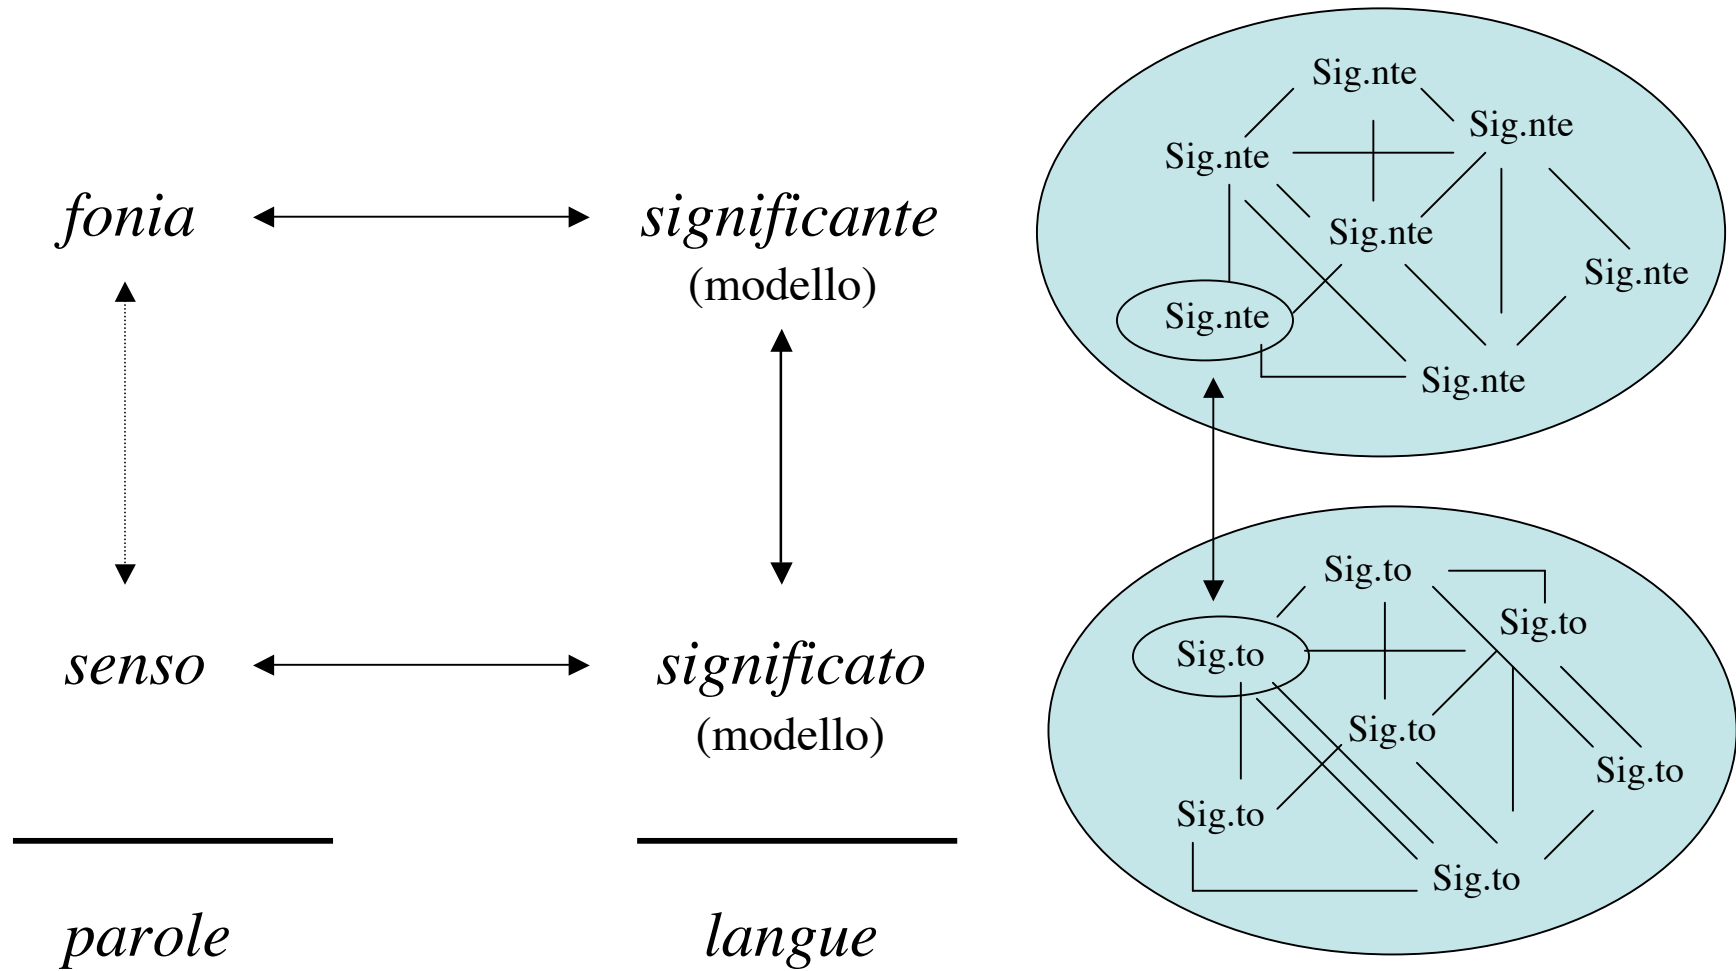 fonia
significante
(modello)
senso
significato
(modello)
parole
langue
Sig.nte
Sig.nte
Sig.nte
Sig.nte
Sig.nte
Sig.nte
Sig.nte
Sig.to
Sig.to
Sig.to
Sig.to
Sig.to
Sig.to
Sig.to